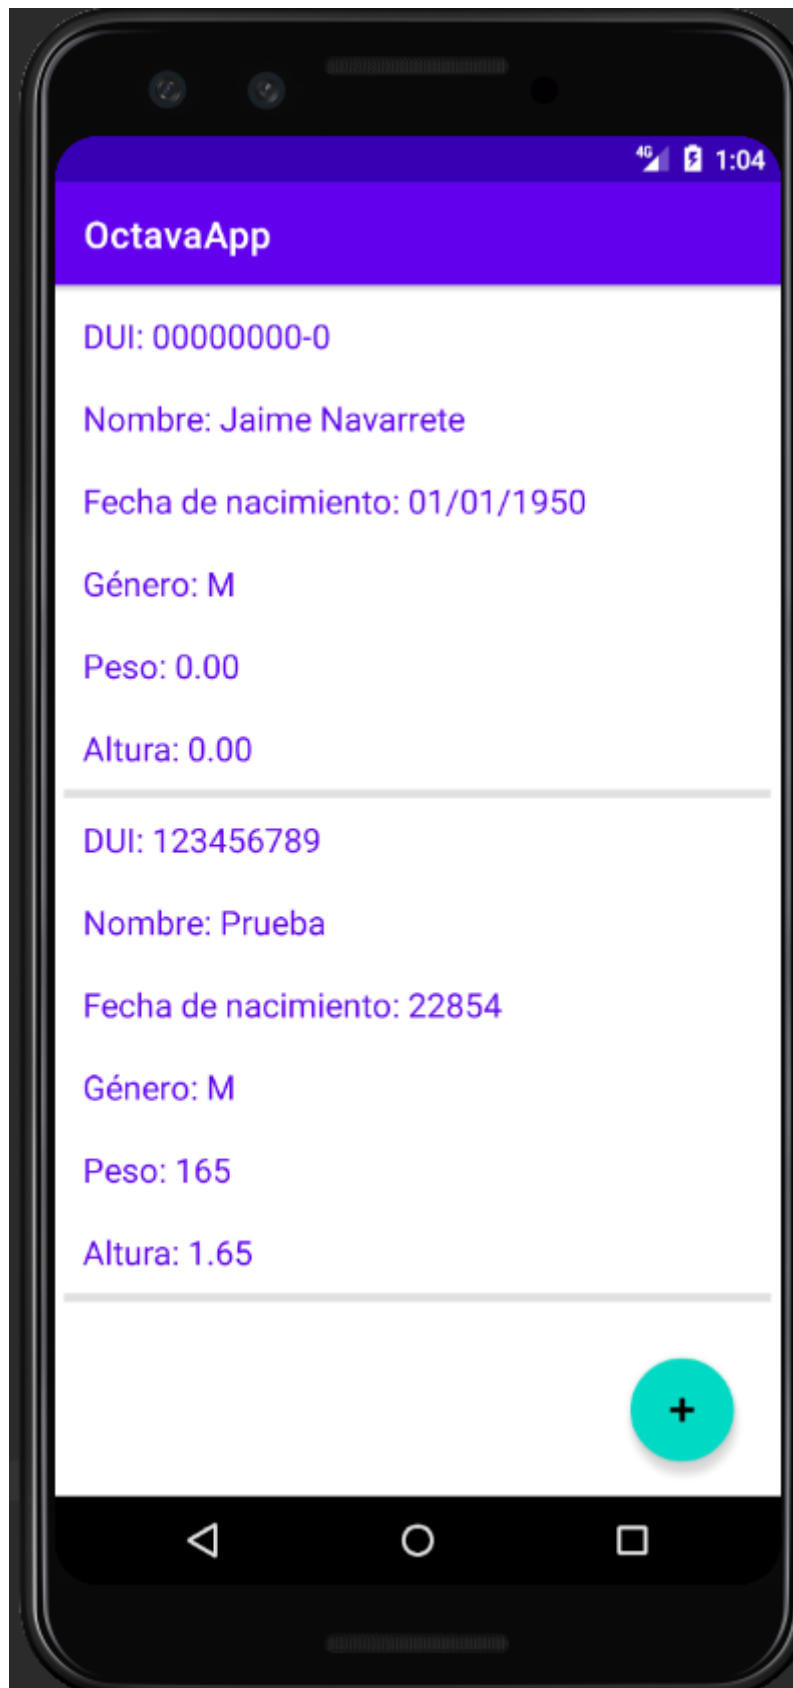 4G 1:04
OctavaApp
DUI: 00000000-0
Nombre: Jaime Navarrete
Fecha de nacimiento: 01/01/1950
Género: M
Peso: 0.00
Altura: 0.00
DUI: 123456789
Nombre: Prueba
Fecha de nacimiento: 22854
Género: M
Peso: 165
Altura: 1.65
+